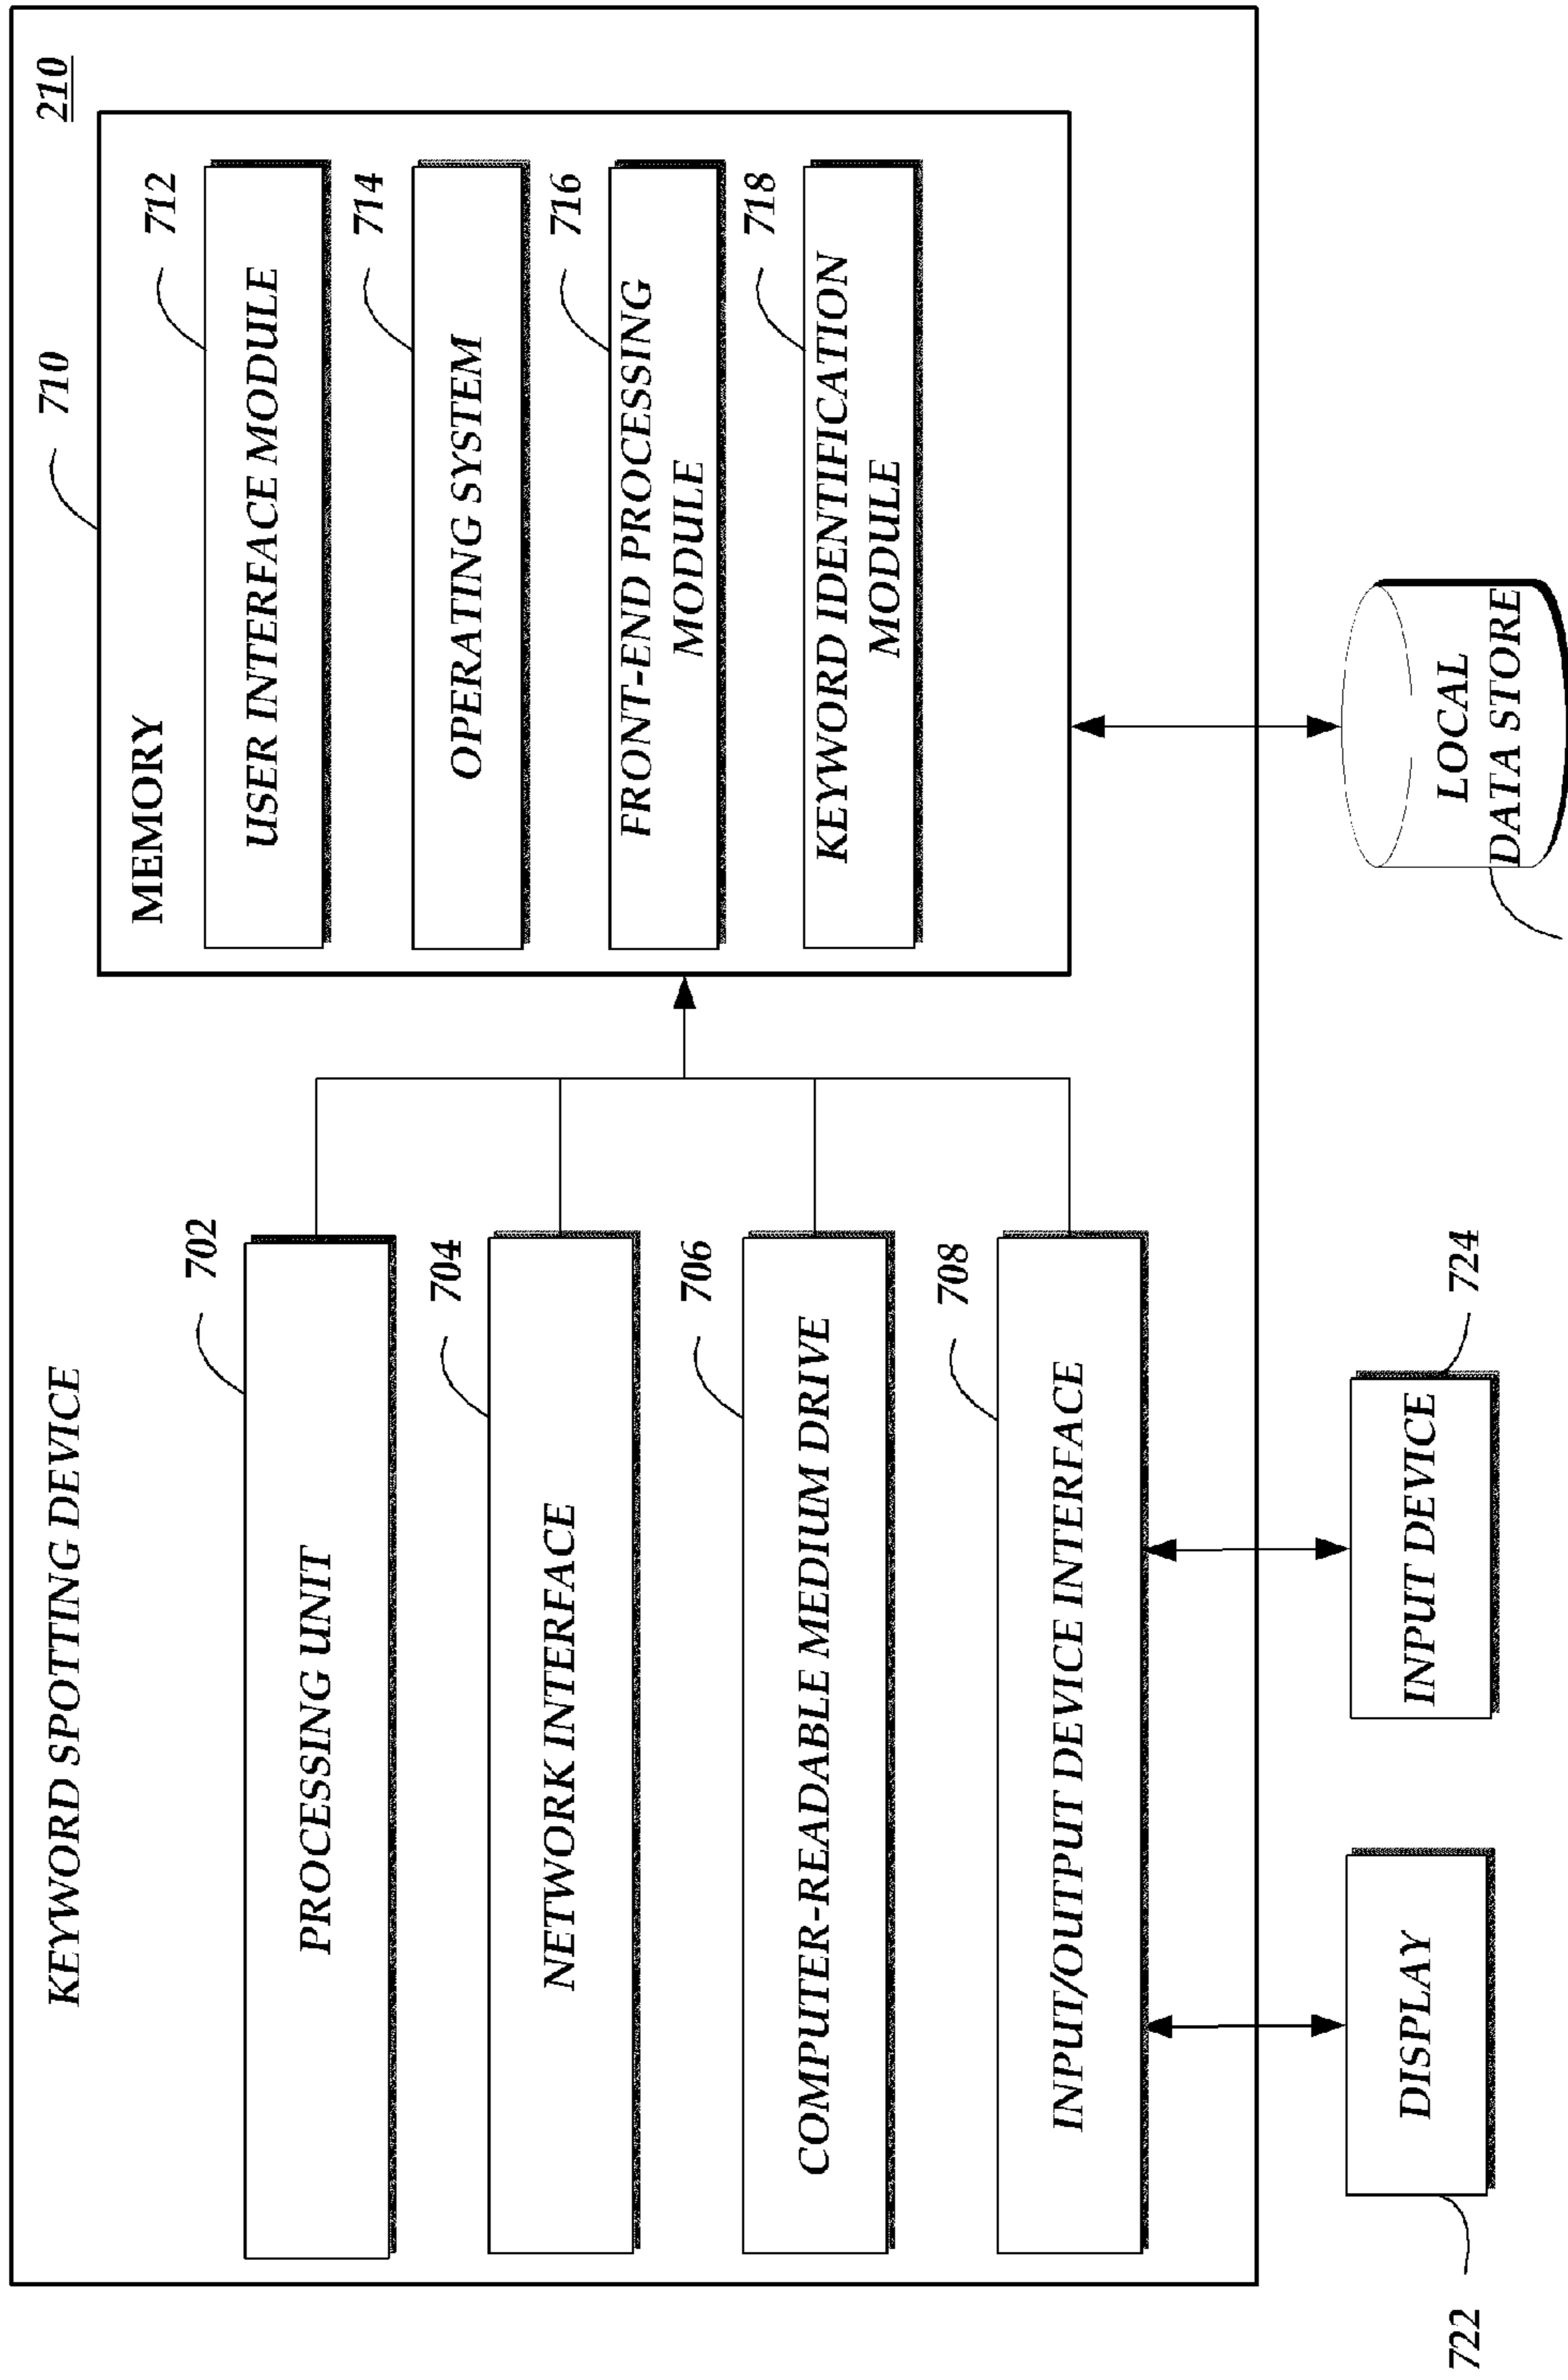 KEYWORD SPOTTING DEVICE
210
702
PROCESSING UNIT
704
NETWORK INTERFACE
706
COMPUTER-READABLE MEDIUM DRIVE
708
INPUT/OUTPUT DEVICE INTERFACE
710
MEMORY
712
USER INTERFACE MODULE
714
OPERATING SYSTEM
716
FRONT-END PROCESSING
MODULE
718
KEYWORD IDENTIFICATION
MODULE
722
DISPLAY
INPUT DEVICE
724
LOCAL
DATA STORE